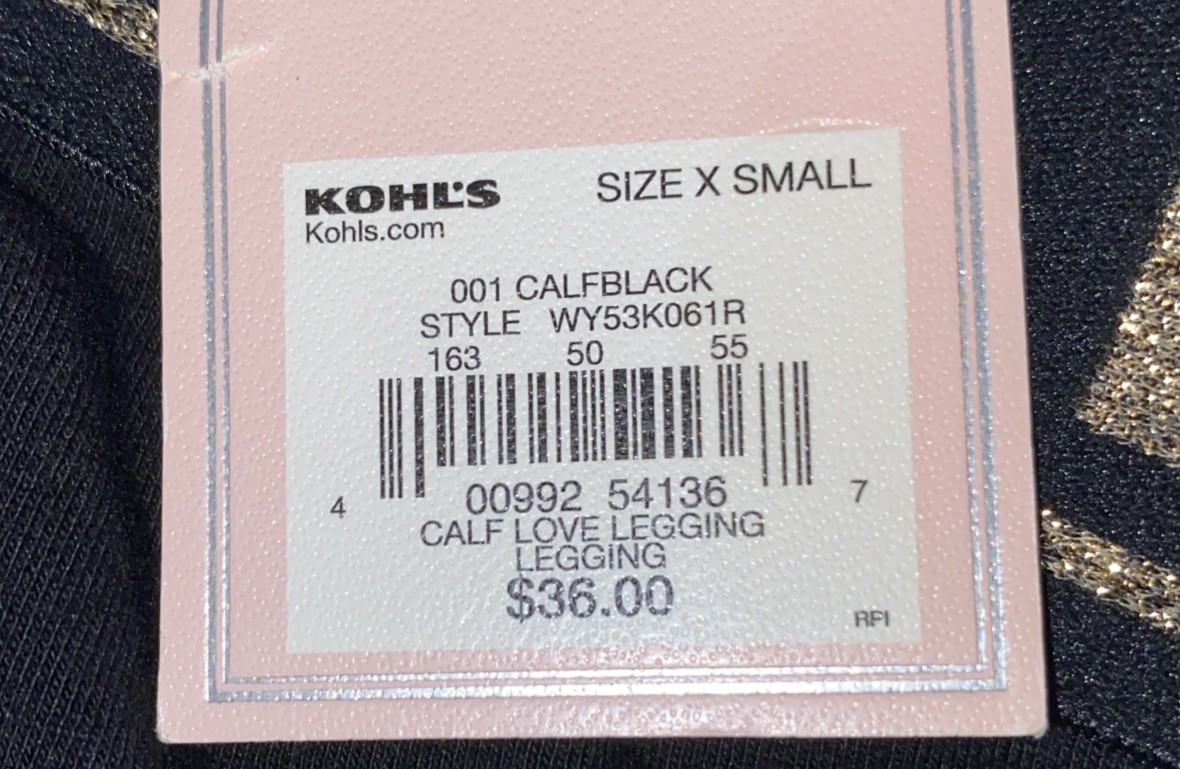 KOHL'S SIZE X SMALL
Kohls.com
001 CALFBLACK
STYLE WY53K061R
163 50 55
4 00992 54136 7
CALF LOVE LEGGING
LEGGING
$36.00
RFI